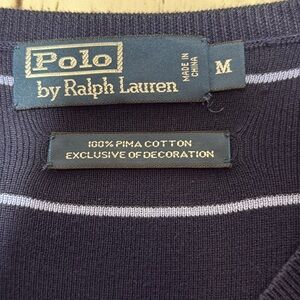 Polo
by Ralph Lauren
MADE IN
CHINA
M
100% PIMA COTTON
EXCLUSIVE OF DECORATION